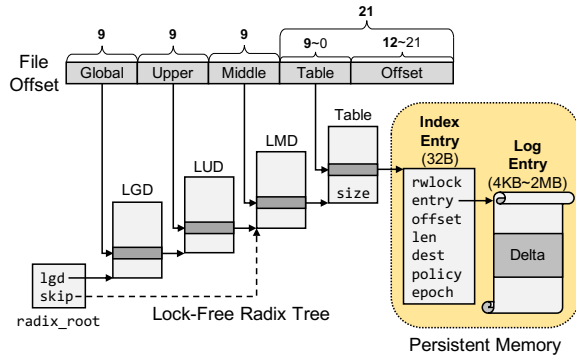 21
9 9 9 9~0 12~21
File Offset
Global Upper Middle Table Offset
Table
LMD
LUD
LGD
size
lgd
skip
radix_root
Lock-Free Radix Tree
Index Entry
(32B)
rwlock
entry
offset
len
dest
policy
epoch
Log Entry
(4KB~2MB)
Delta
Persistent Memory